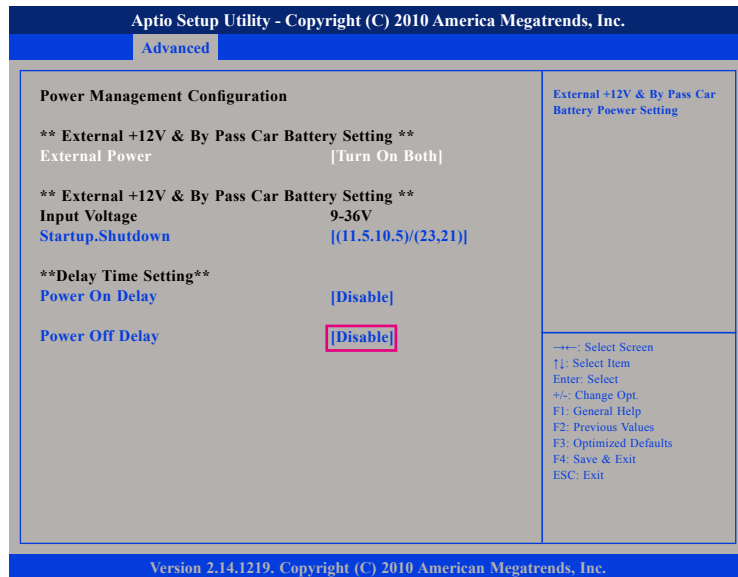 Aptio Setup Utility - Copyright (C) 2010 America Megatrends, Inc.
Advanced
Power Management Configuration
** External +12V & By Pass Car Battery Setting **
External Power [Turn On Both]
** External +12V & By Pass Car Battery Setting **
Input Voltage 9-36V
Startup.Shutdown [(11.5.10.5)/(23,21)]
**Delay Time Setting**
Power On Delay [Disable]
Power Off Delay [Disable]
External +12V & By Pass Car
Battery Poewer Setting
→←: Select Screen
↑↓: Select Item
Enter: Select
+/-: Change Opt.
F1: General Help
F2: Previous Values
F3: Optimized Defaults
F4: Save & Exit
ESC: Exit
Version 2.14.1219. Copyright (C) 2010 American Megatrends, Inc.